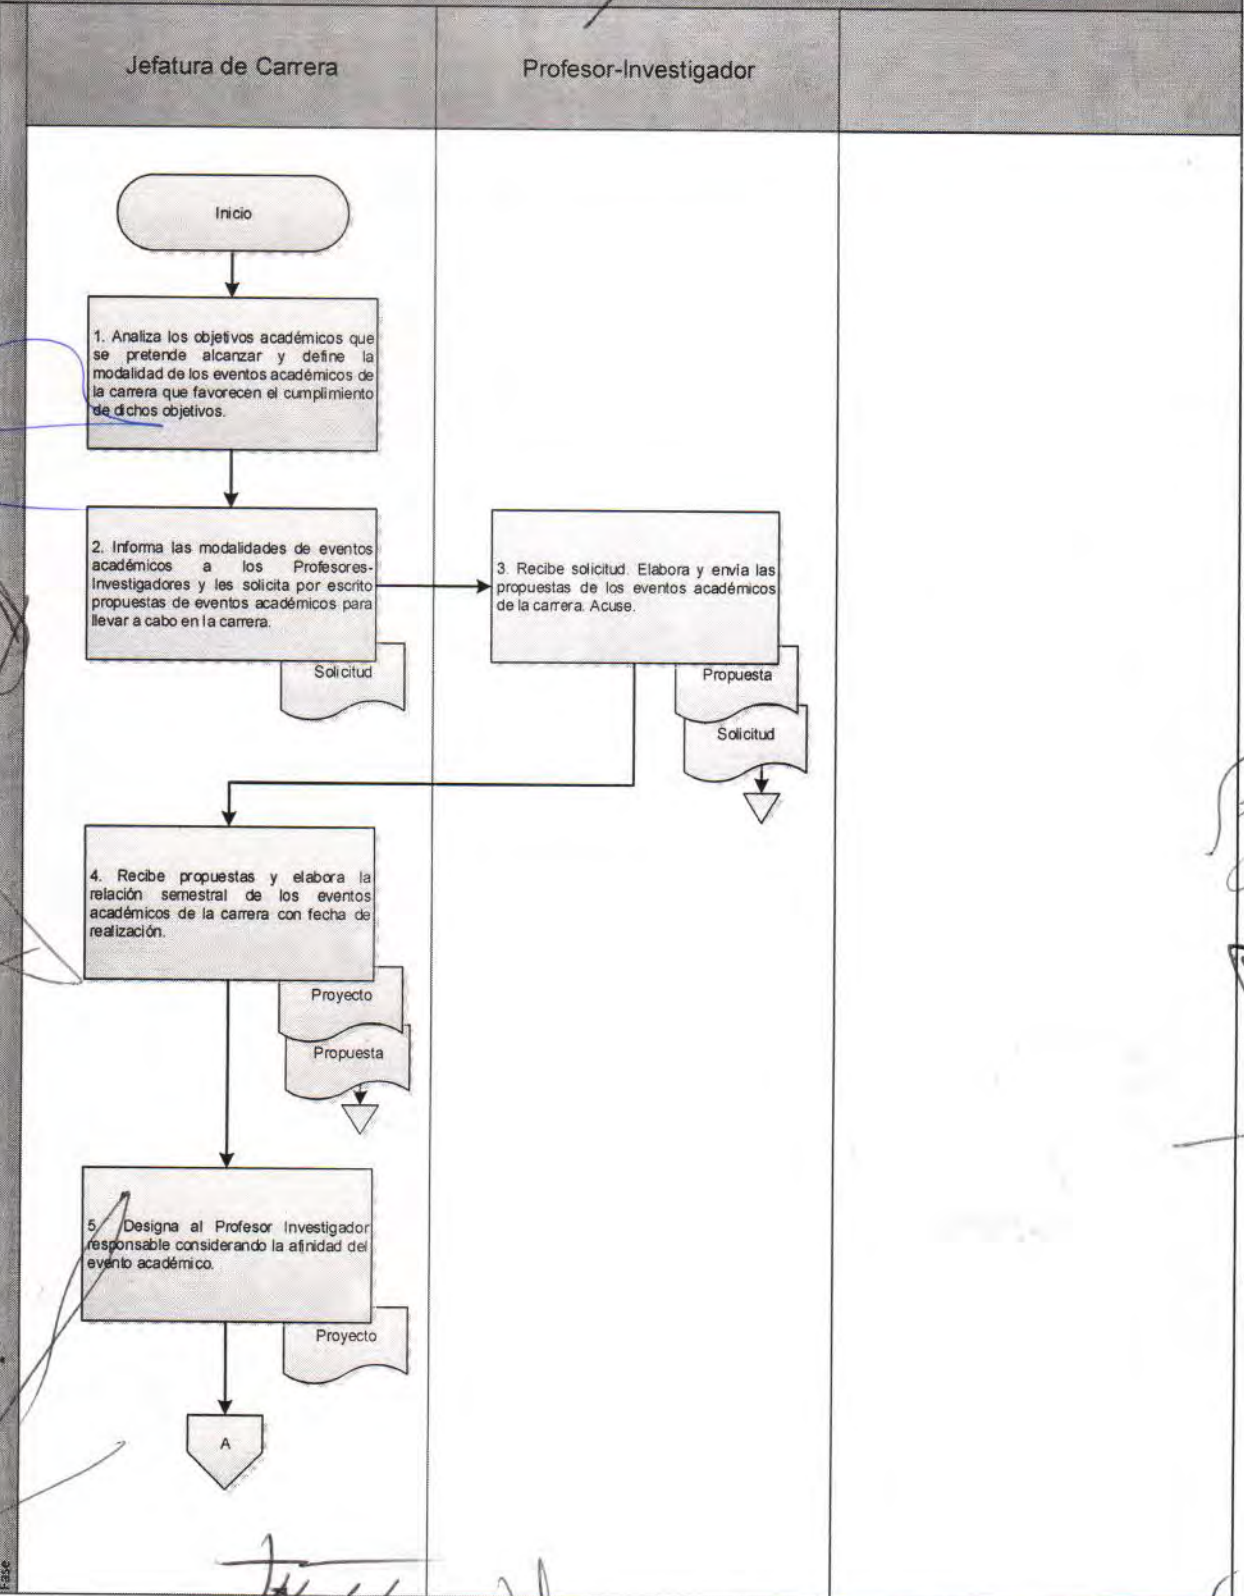 Jefatura de Carrera
Profesor-Investigador
Inicio
1. Analiza los objetivos académicos que
se pretende alcanzar y define la
modalidad de los eventos académicos de
la carrera que favorecen el cumplimiento
de dichos objetivos.
2. Informa las modalidades de eventos
académicos a los Profesores-
Investigadores y les solicita por escrito
propuestas de eventos académicos para
llevar a cabo en la carrera.
Solicitud
3. Recibe solicitud. Elabora y envía las
propuestas de los eventos académicos
de la carrera. Acuse.
Propuesta
Solicitud
4. Recibe propuestas y elabora la
relación semestral de los eventos
académicos de la carrera con fecha de
realización.
Proyecto
Propuesta
5. Designa al Profesor Investigador
responsable considerando la afinidad del
evento académico.
Proyecto
A
Fase